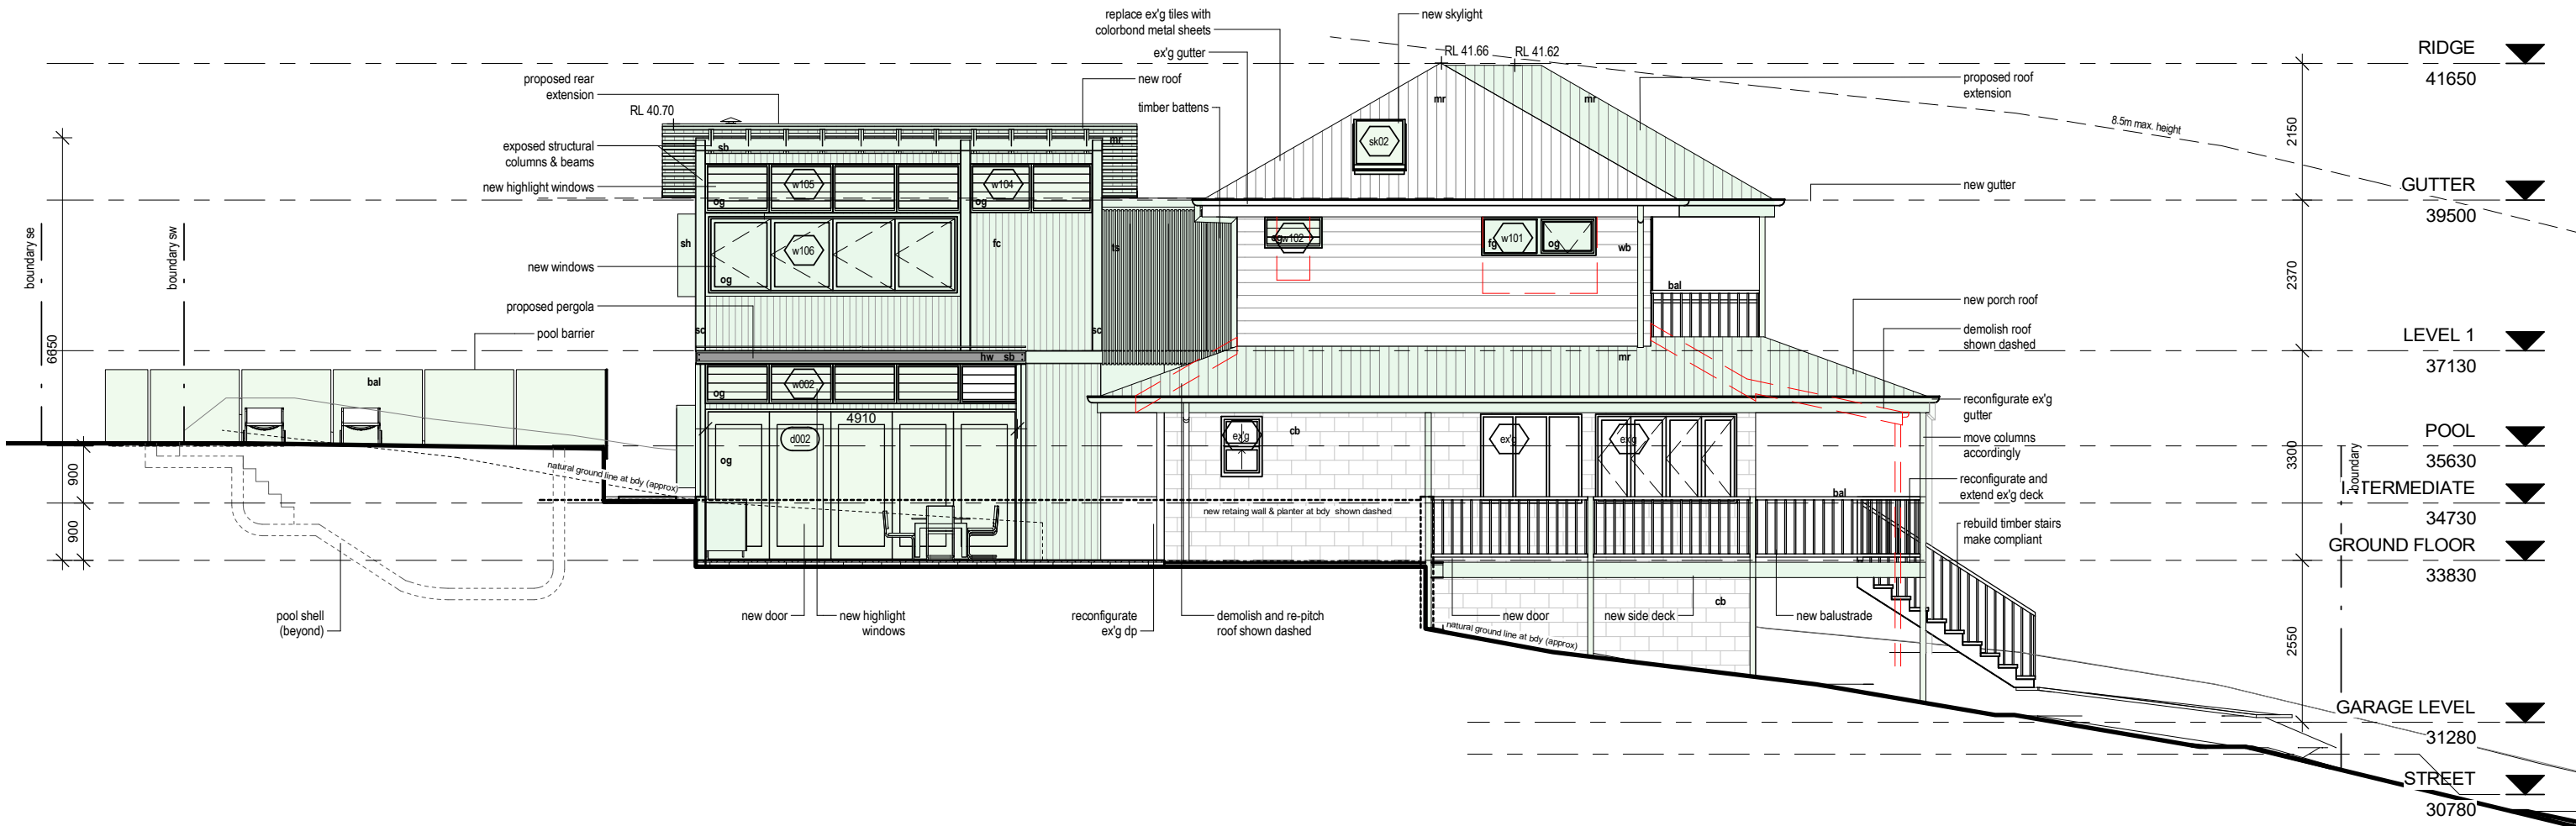 replace ex'g tiles with
colorbond metal sheets
new skylight
ex'g gutter
RL 41.66
RL 41.62
RIDGE
41650
proposed rear
extension
new roof
proposed roof
extension
RL 40.70
timber battens
mr
mr
8.5m max. height
2150
exposed structural
columns & beams
sb
mr
sk02
new highlight windows
w105
w104
og
og
new gutter
GUTTER
39500
boundary se
boundary sw
sh
w106
fc
ts
w102
fg
w101
og
wb
new windows
og
2370
bal
proposed pergola
new porch roof
pool barrier
sc
sc
demolish roof
shown dashed
LEVEL 1
37130
6650
hw
sb
mr
bal
w002
og
reconfigurate ex'g
gutter
4910
d002
ex'g
cb
ex'g
ex'g
move columns
accordingly
POOL
35630
og
natural ground line at bdy (approx)
900
3300
boundary
reconfigurate and
extend ex'g deck
bal
INTERMEDIATE
34730
new retaing wall & planter at bdy shown dashed
900
rebuild timber stairs
make compliant
GROUND FLOOR
33830
pool shell
(beyond)
new door
new highlight
windows
reconfigurate
ex'g dp
demolish and re-pitch
roof shown dashed
new door
new side deck
cb
new balustrade
natural ground line at bdy (approx)
2550
GARAGE LEVEL
31280
STREET
30780